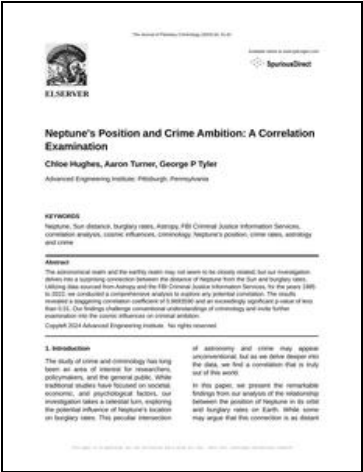 The Journal of Planetary Criminology
SpuriousDirect
ELSERVER
Neptune's Position and Crime Ambition: A Correlation
Examination
Chloe Hughes, Aaron Turner, George P Tyler
Advanced Engineering Institute; Pittsburgh, Pennsylvania
KEYWORDS
Neptune, Sun distance, burglary rates, Astropy, FBI Criminal Justice Information Services,
correlation analysis, cosmic influences, criminology, Neptune's position, crime rates, astrology
and crime
Abstract
The astronomical realm and the earthly realm may not seem to be closely related, but our investigation
delves into a surprising connection between the distance of Neptune from the Sun and burglary rates.
Utilizing data sourced from Astropy and the FBI Criminal Justice Information Services, for the years 1985
to 2022, we conducted a comprehensive analysis to explore any potential correlation. The results
revealed a staggering correlation coefficient of and an exceedingly significant p-value of less
than 0.01. Our findings challenge conventional understandings of criminology and invite further
examination into the cosmic influences on criminal ambition.
Copyleft 2024 Advanced Engineering Institute. No rights reserved.
1. Introduction
The study of crime and criminology has long
been an area of interest for researchers,
policymakers, and the general public. While
traditional studies have focused on societal,
economic, and psychological factors, our
investigation takes a celestial turn, exploring
the potential influence of Neptune's location
on burglary rates. This peculiar intersection
of astronomy and crime may appear
unconventional, but as we delve deeper into
the data, we find a correlation that is truly
out of this world.
In this paper, we present the remarkable
findings from our analysis of the relationship
between the position of Neptune in its orbit
and burglary rates on Earth. While some
may argue that this connection is as distant